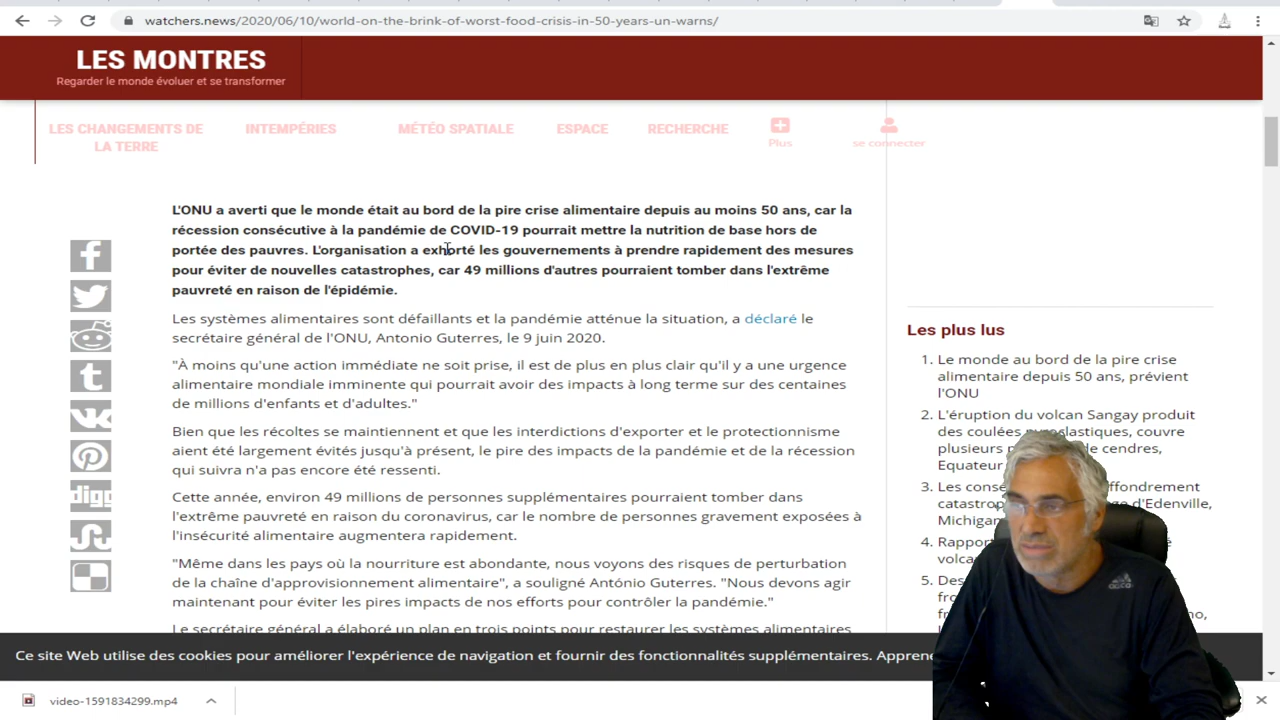 watchers.news/2020/06/10/world-on-the-brink-of-worst-food-crisis-in-50-years-un-warns/
LES MONTRES
Regarder le monde évoluer et se transformer
LES CHANGEMENTS DE
LA TERRE
INTEMPÉRIES
MÉTÉO SPATIALE
ESPACE
RECHERCHE
Plus
se connecter
L'ONU a averti que le monde était au bord de la pire crise alimentaire depuis au moins 50 ans, car la
récession consécutive à la pandémie de COVID-19 pourrait mettre la nutrition de base hors de
portée des pauvres. L'organisation a exhorté les gouvernements à prendre rapidement des mesures
pour éviter de nouvelles catastrophes, car 49 millions d'autres pourraient tomber dans l'extrême
pauvreté en raison de l'épidémie.
Les systèmes alimentaires sont défaillants et la pandémie atténue la situation, a déclaré le
secrétaire général de l'ONU, Antonio Guterres, le 9 juin 2020.
"À moins qu'une action immédiate ne soit prise, il est de plus en plus clair qu'il y a une urgence
alimentaire mondiale imminente qui pourrait avoir des impacts à long terme sur des centaines
de millions d'enfants et d'adultes."
Bien que les récoltes se maintiennent et que les interdictions d'exporter et le protectionnisme
aient été largement évités jusqu'à présent, le pire des impacts de la pandémie et de la récession
qui suivra n'a pas encore été ressenti.
Cette année, environ 49 millions de personnes supplémentaires pourraient tomber dans
l'extrême pauvreté en raison du coronavirus, car le nombre de personnes gravement exposées à
l'insécurité alimentaire augmentera rapidement.
"Même dans les pays où la nourriture est abondante, nous voyons des risques de perturbation
de la chaîne d'approvisionnement alimentaire", a souligné António Guterres. "Nous devons agir
maintenant pour éviter les pires impacts de nos efforts pour contrôler la pandémie."
Le secrétaire général a élaboré un plan en trois points pour restaurer les systèmes alimentaires
Les plus lus
1. Le monde au bord de la pire crise
alimentaire depuis 50 ans, prévient
l'ONU
2. L'éruption du volcan Sangay produit
des coulées pyroclastiques, couvre
plusieurs de cendres,
Equateur
3. Les
catastrop d'Edenville,
Michigan
4.
5.
digg
Ce site Web utilise des cookies pour améliorer l'expérience de navigation et fournir des fonctionnalités supplémentaires.
video-1591834299.mp4
adidas